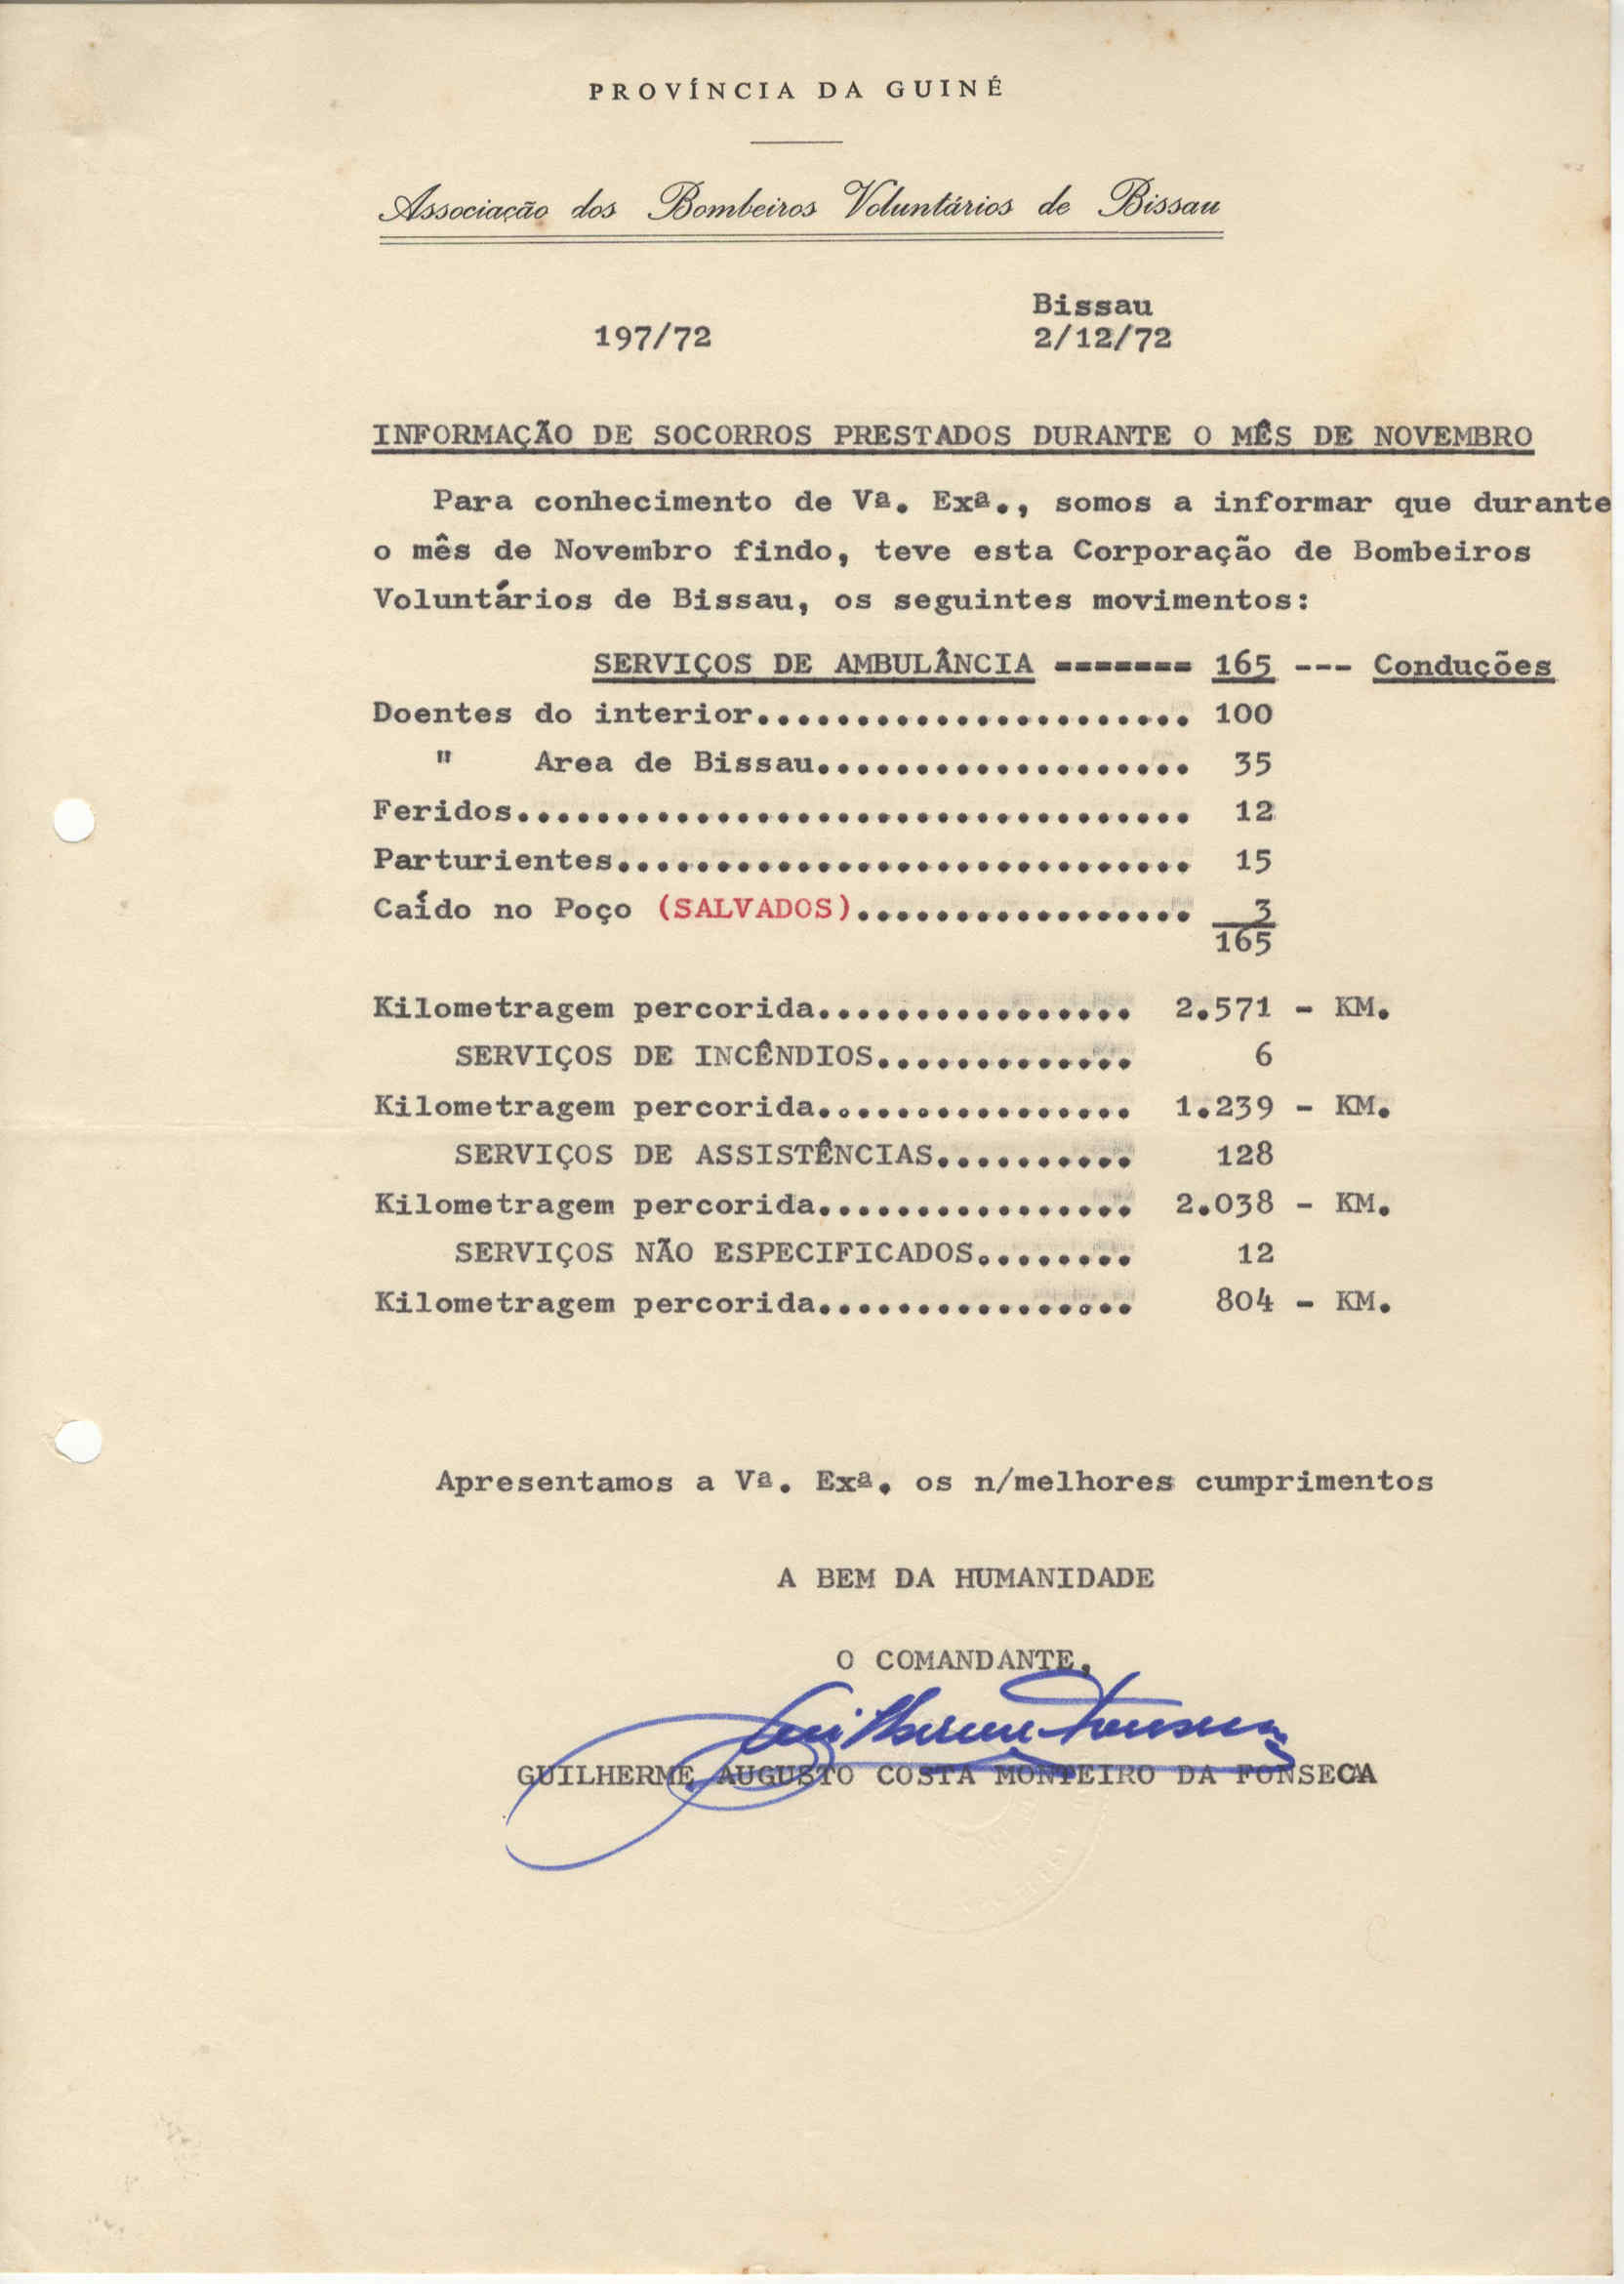 PROVÍNCIA DA GUINÉ
Associação dos Bombeiros Voluntários de Bissau
Bissau
197/72 2/12/72
INFORMAÇÃO DE SOCORROS PRESTADOS DURANTE O MÊS DE NOVEMBRO
Para conhecimento de Vª. Exª., somos a informar que durante
o mês de Novembro findo, teve esta Corporação de Bombeiros
Voluntários de Bissau, os seguintes movimentos:
SERVIÇOS DE AMBULÂNCIA ------- 165 --- Conduções
Doentes do interior...................... 100
" Area de Bissau................... 35
Feridos.................................. 12
Parturientes............................. 15
Caído no Poço (SALVADOS)................. 3
165
Kilometragem percorida................ 2.571 - KM.
SERVIÇOS DE INCÊNDIOS............. 6
Kilometragem percorida................ 1.239 - KM.
SERVIÇOS DE ASSISTÊNCIAS.......... 128
Kilometragem percorida................ 2.038 - KM.
SERVIÇOS NÃO ESPECIFICADOS........ 12
Kilometragem percorida................ 804 - KM.
Apresentamos a Vª. Exª. os n/melhores cumprimentos
A BEM DA HUMANIDADE
O COMANDANTE,
Guilherme Fonseca
GUILHERME AUGUSTO COSTA MONTEIRO DA FONSECA